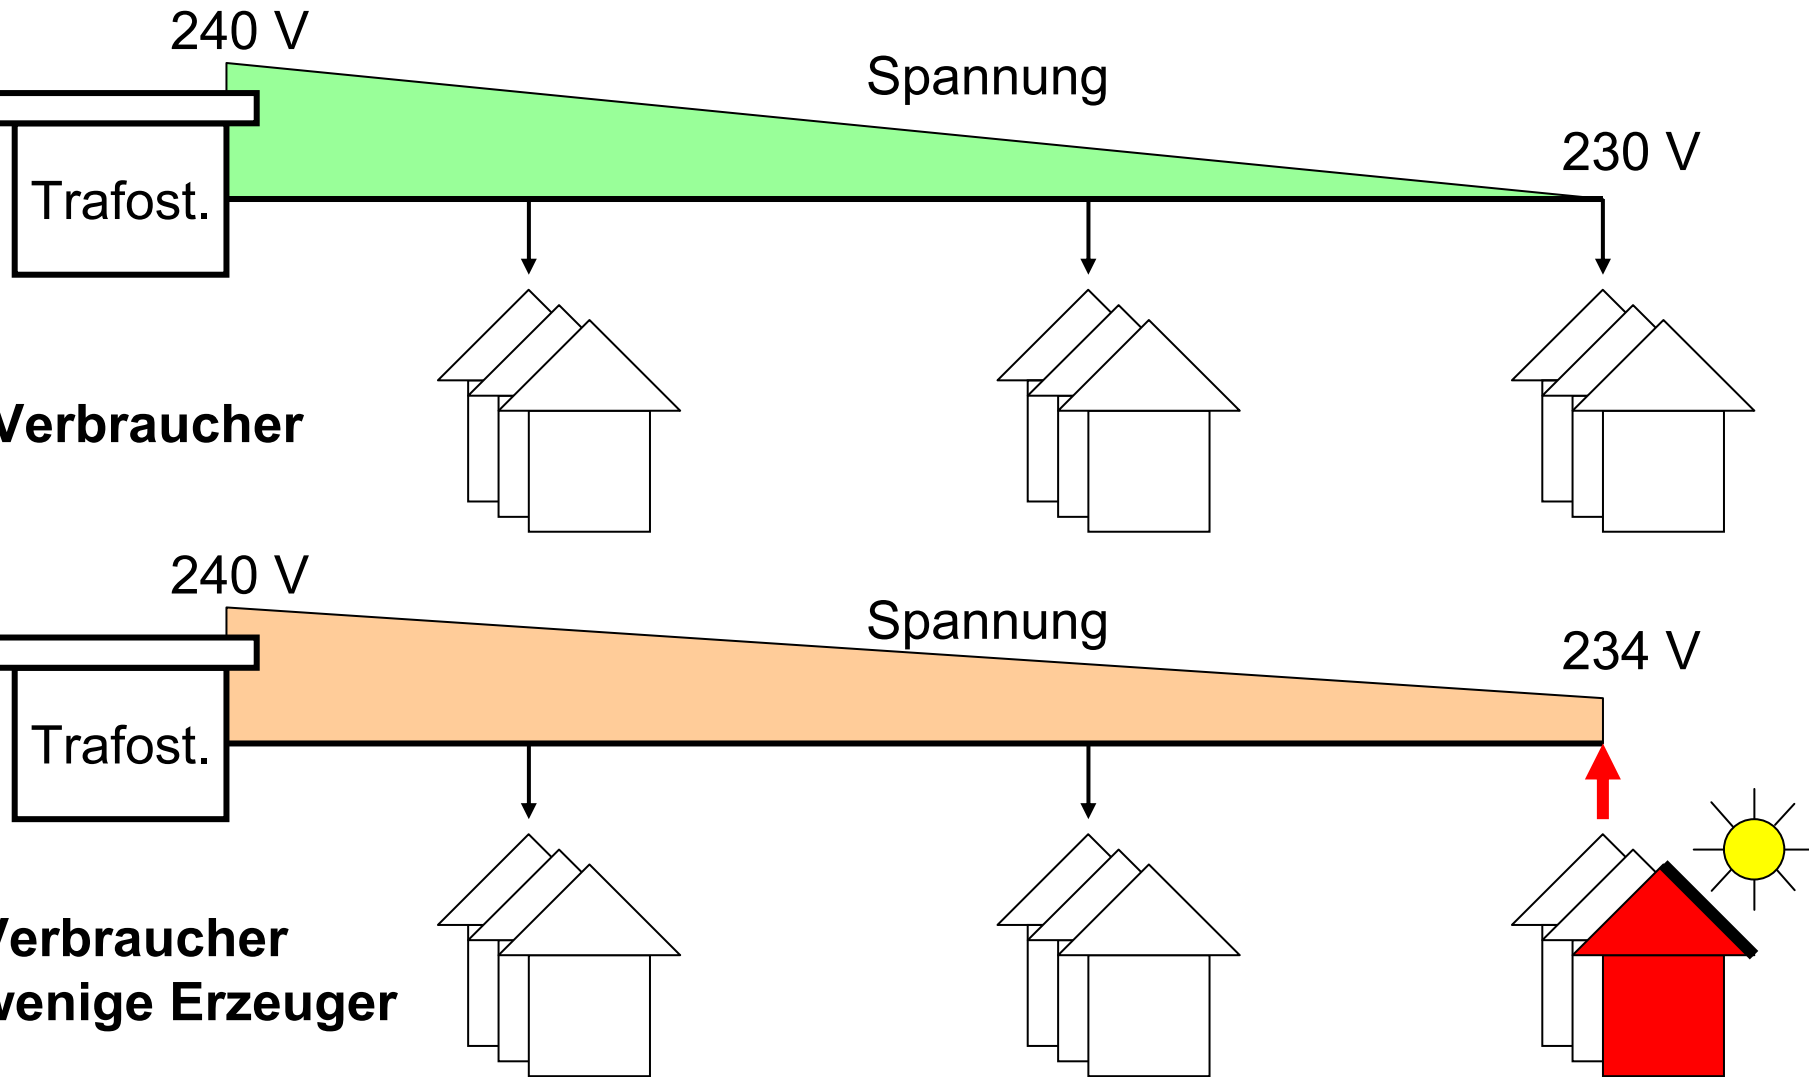 240 V
Spannung
230 V
Trafost.
Verbraucher
240 V
Spannung
234 V
Trafost.
Verbraucher
wenige Erzeuger